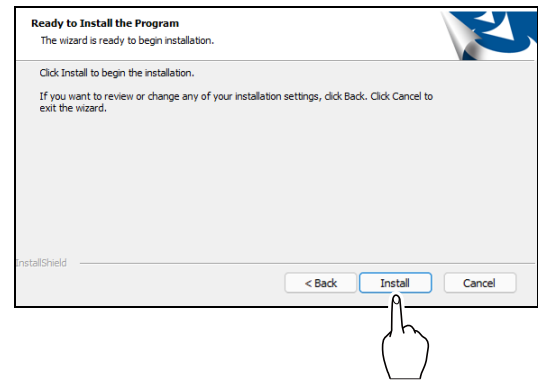 Ready to Install the Program
The wizard is ready to begin installation.
Click Install to begin the installation.
If you want to review or change any of your installation settings, click Back. Click Cancel to
exit the wizard.
InstallShield
< Back Install Cancel